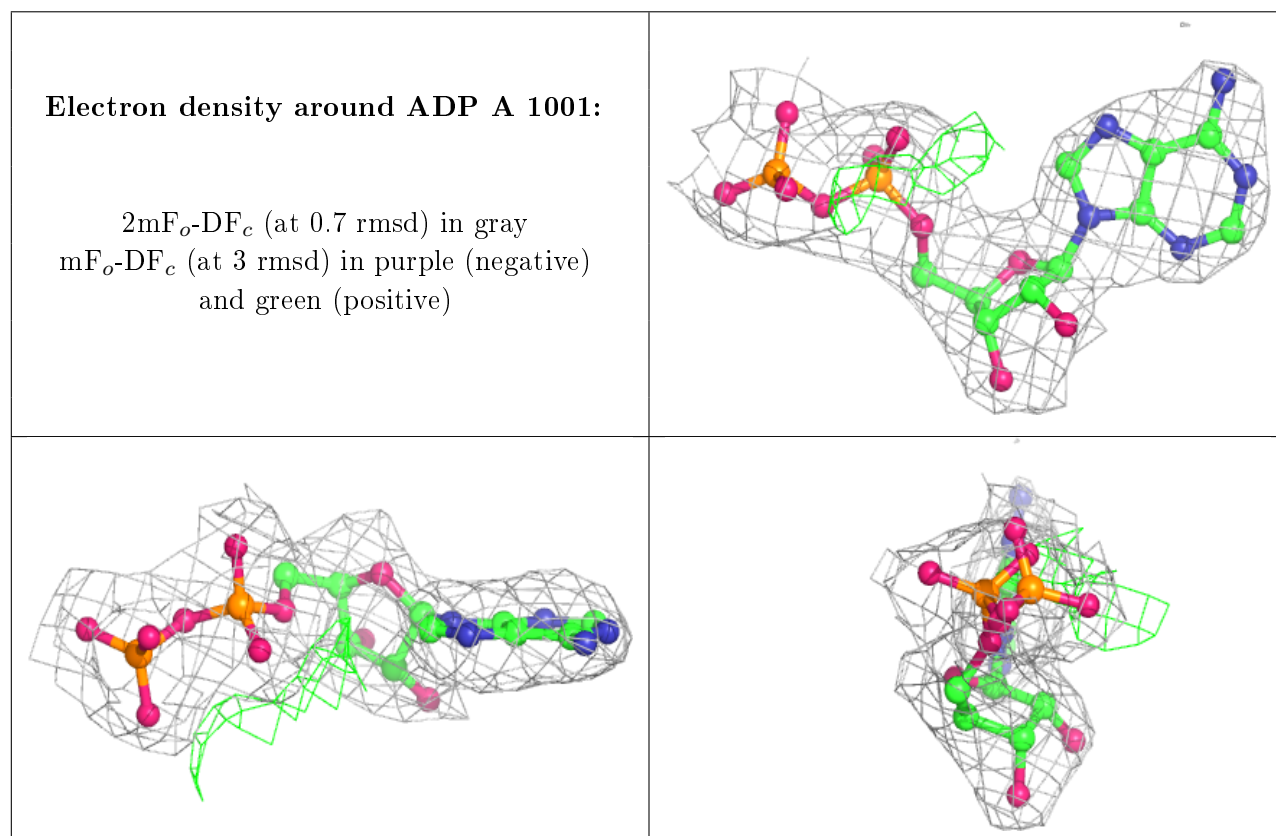 Electron density around ADP A 1001:
2mFo-DFc (at 0.7 rmsd) in gray
mFo-DFc (at 3 rmsd) in purple (negative)
and green (positive)